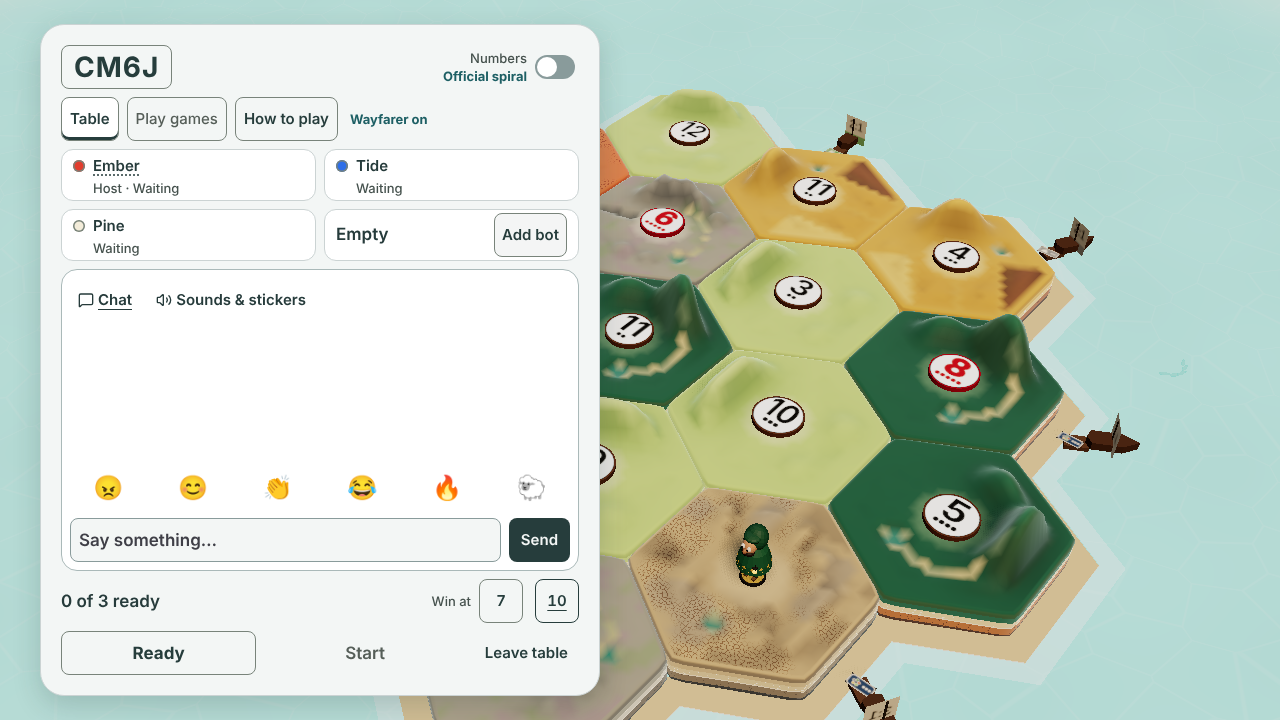 CM6J
Numbers
Official spiral
Table
Play games
How to play
Wayfarer on
Ember
Host · Waiting
Tide
Waiting
Pine
Waiting
Empty
Add bot
Chat
Sounds & stickers
Say something...
Send
0 of 3 ready
Win at
7
10
Ready
Start
Leave table
12
11
6
4
3
11
8
10
5